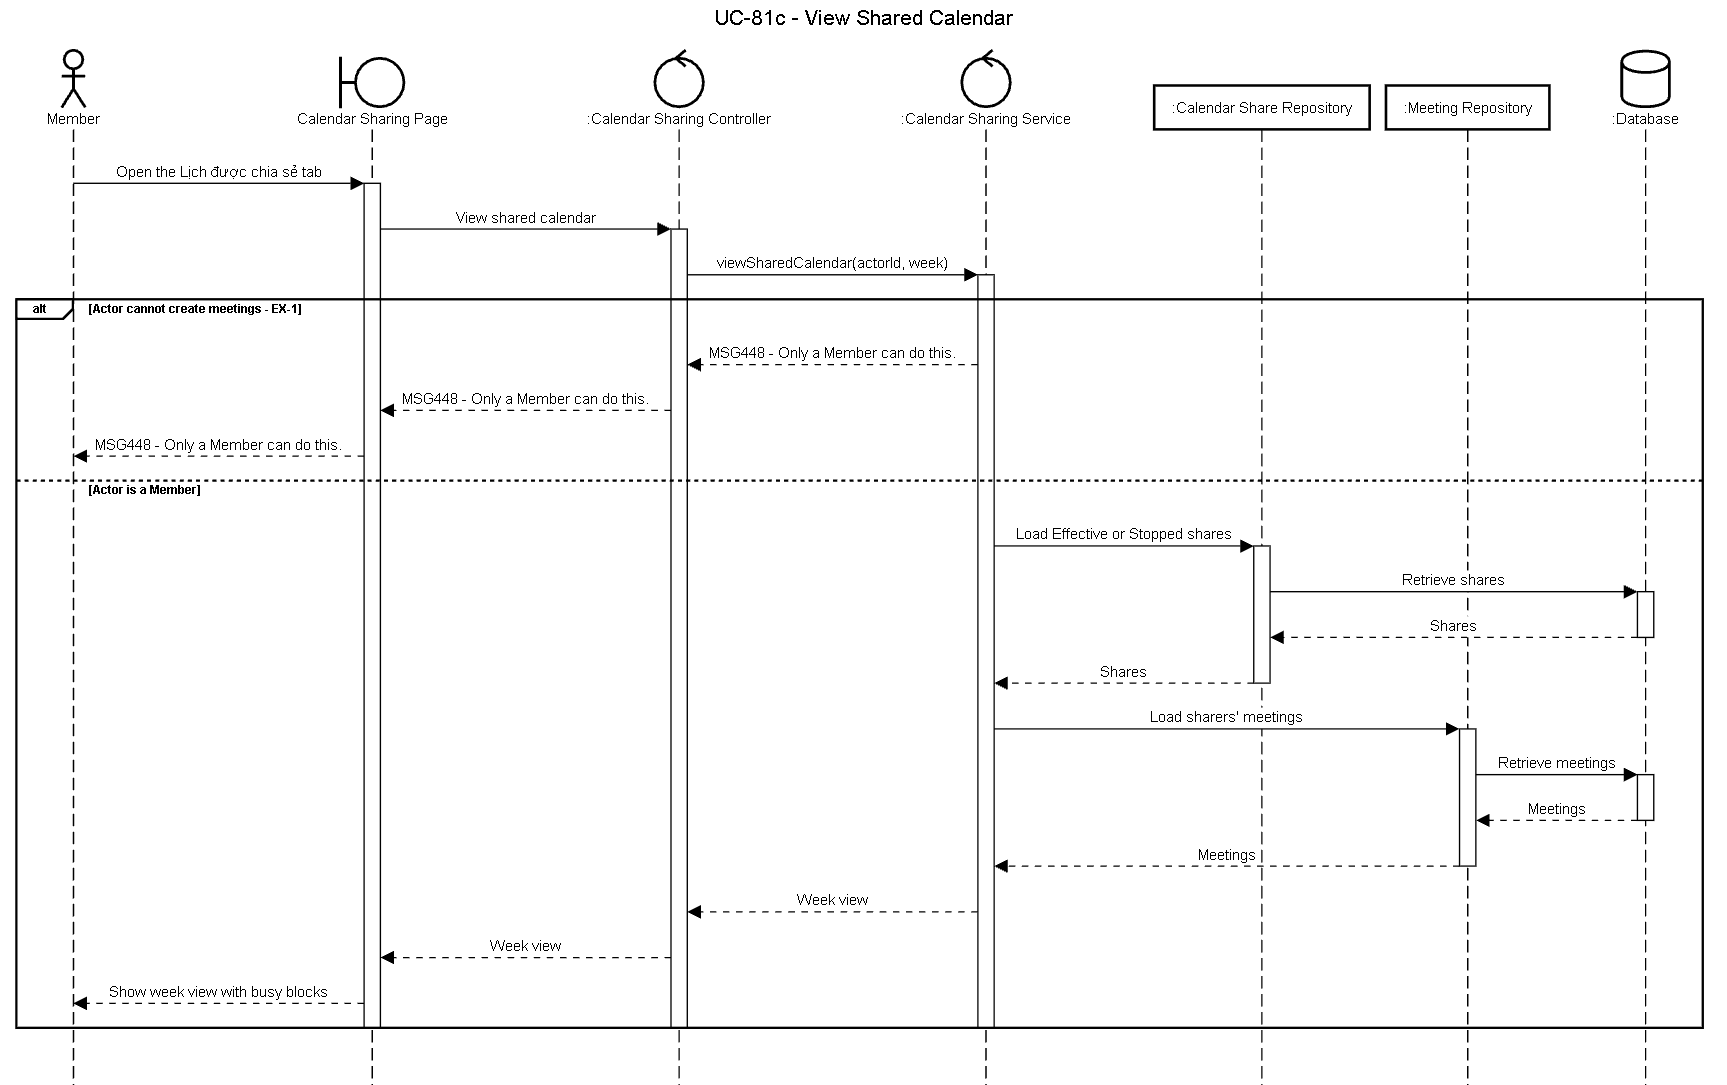 UC-81c - View Shared Calendar
Member
Calendar Sharing Page
:Calendar Sharing Controller
:Calendar Sharing Service
:Calendar Share Repository
:Meeting Repository
:Database
Open the Lịch được chia sẻ tab
View shared calendar
viewSharedCalendar(actorId, week)
alt
[Actor cannot create meetings - EX-1]
MSG448 - Only a Member can do this.
MSG448 - Only a Member can do this.
MSG448 - Only a Member can do this.
[Actor is a Member]
Load Effective or Stopped shares
Retrieve shares
Shares
Shares
Load sharers' meetings
Retrieve meetings
Meetings
Meetings
Week view
Week view
Show week view with busy blocks